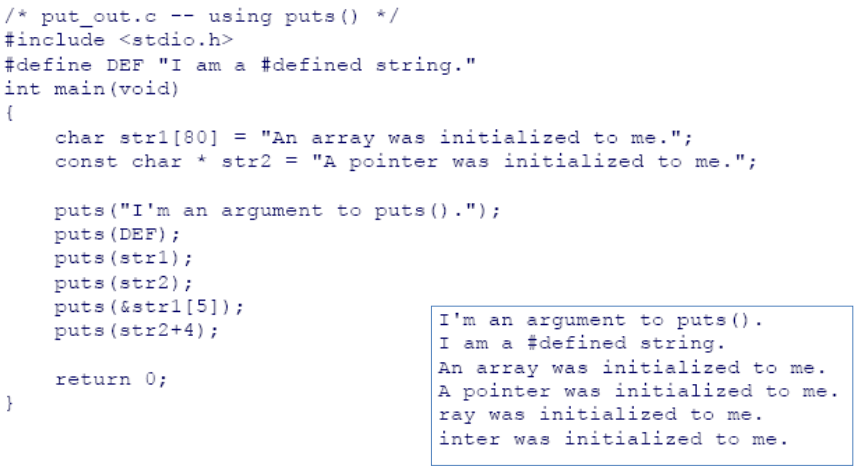 /* put_out.c -- using puts() */
#include <stdio.h>
#define DEF "I am a #defined string."
int main(void)
{
    char str1[80] = "An array was initialized to me.";
    const char * str2 = "A pointer was initialized to me.";
    puts("I'm an argument to puts().");
    puts(DEF);
    puts(str1);
    puts(str2);
    puts(&str1[5]);
    puts(str2+4);
    return 0;
}
I'm an argument to puts().
I am a #defined string.
An array was initialized to me.
A pointer was initialized to me.
ray was initialized to me.
inter was initialized to me.